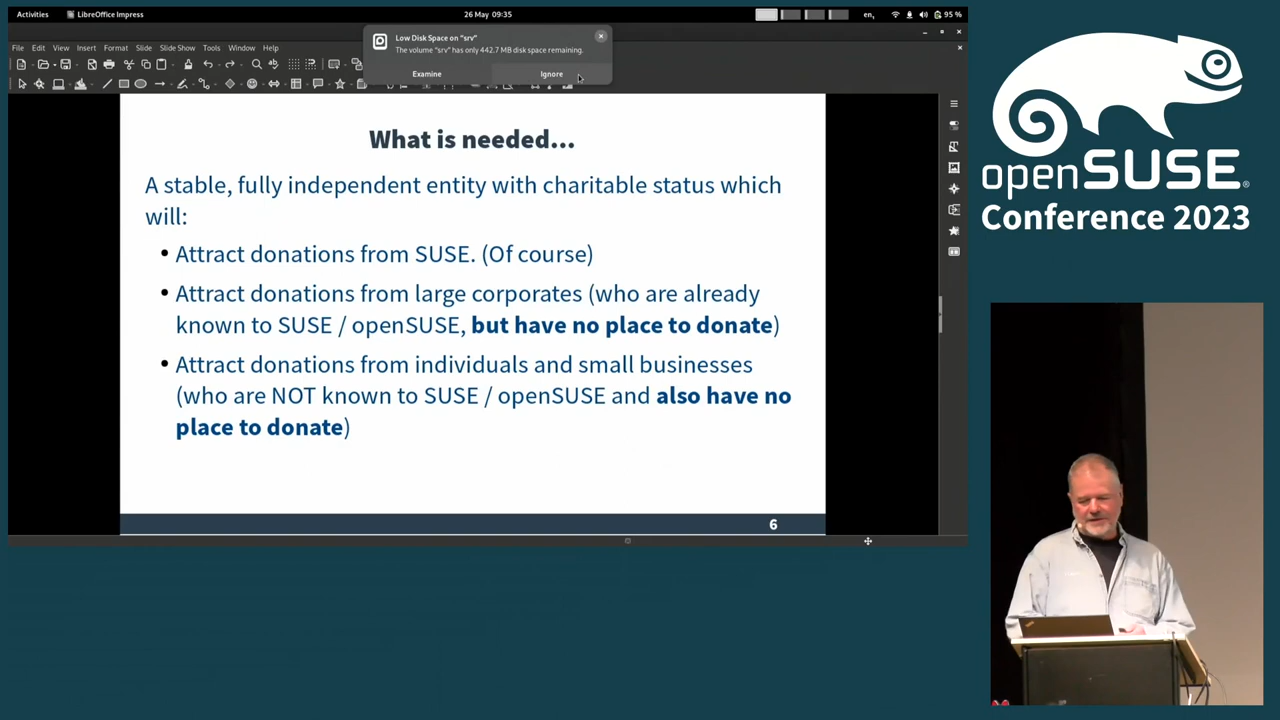 Activities
LibreOffice Impress
26 May 09:35
en,
95 %
Low Disk Space on "srv"
The volume "srv" has only 442.7 MB disk space remaining.
Examine
Ignore
File Edit View Insert Format Slide Slide Show Tools Window Help
What is needed...
A stable, fully independent entity with charitable status which
will:
• Attract donations from SUSE. (Of course)
• Attract donations from large corporates (who are already
known to SUSE / openSUSE, but have no place to donate)
• Attract donations from individuals and small businesses
(who are NOT known to SUSE / openSUSE and also have no
place to donate)
6
openSUSE®
Conference 2023